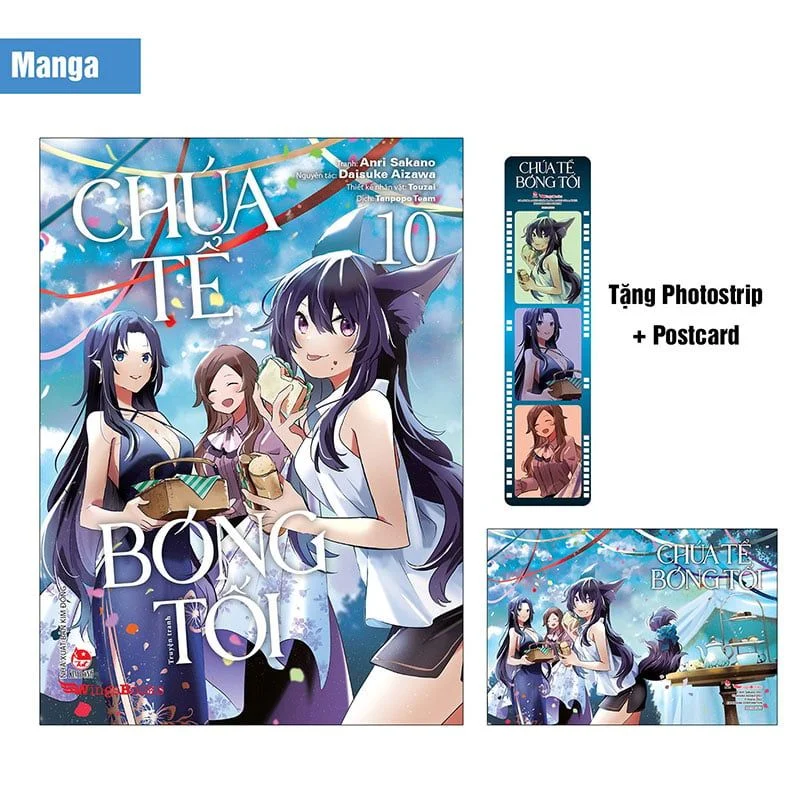 Manga
Tranh: Anri Sakano
Nguyên tác: Daisuke Aizawa
Thiết kế nhân vật: Touzai
Dịch: Tanpopo Team
CHÚA
TỂ
10
BÓNG
TỐI
Truyện tranh
NHÀ XUẤT BẢN KIM ĐỒNG
WingsBooks
CHÚA TỂ
BÓNG TỐI
Tặng Photostrip
+ Postcard
CHÚA TỂ
BÓNG TỐI